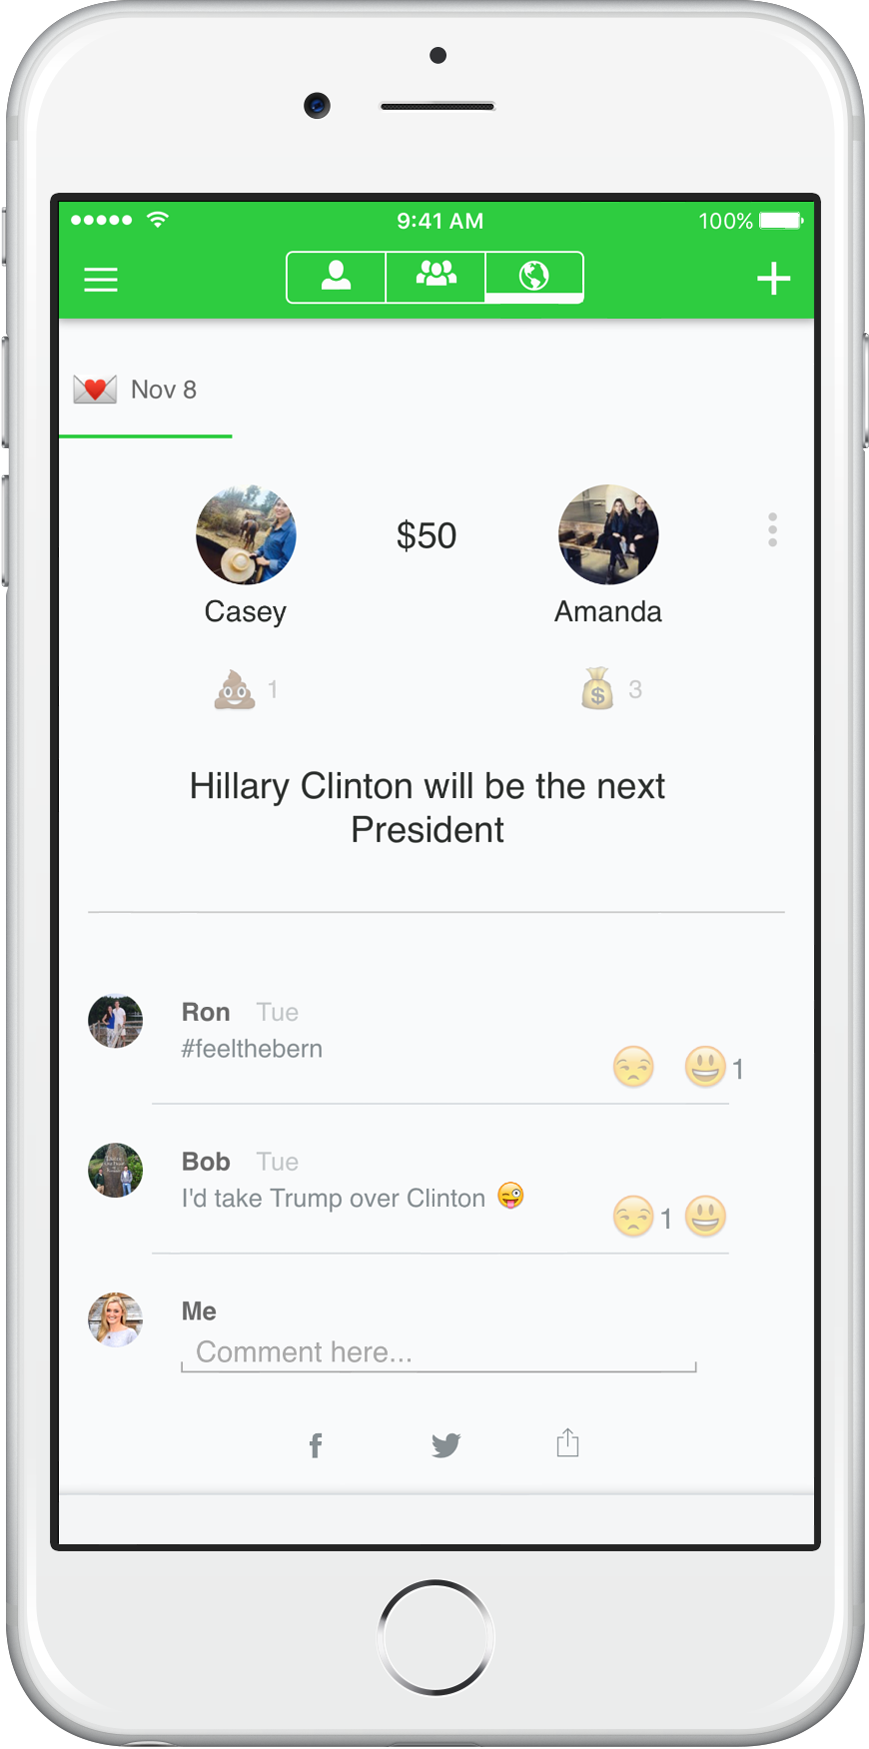 9:41 AM
100%
Nov 8
$50
Casey
Amanda
1
3
Hillary Clinton will be the next
President
Ron Tue
#feelthebern
1
Bob Tue
I'd take Trump over Clinton 😜
1
Me
Comment here...